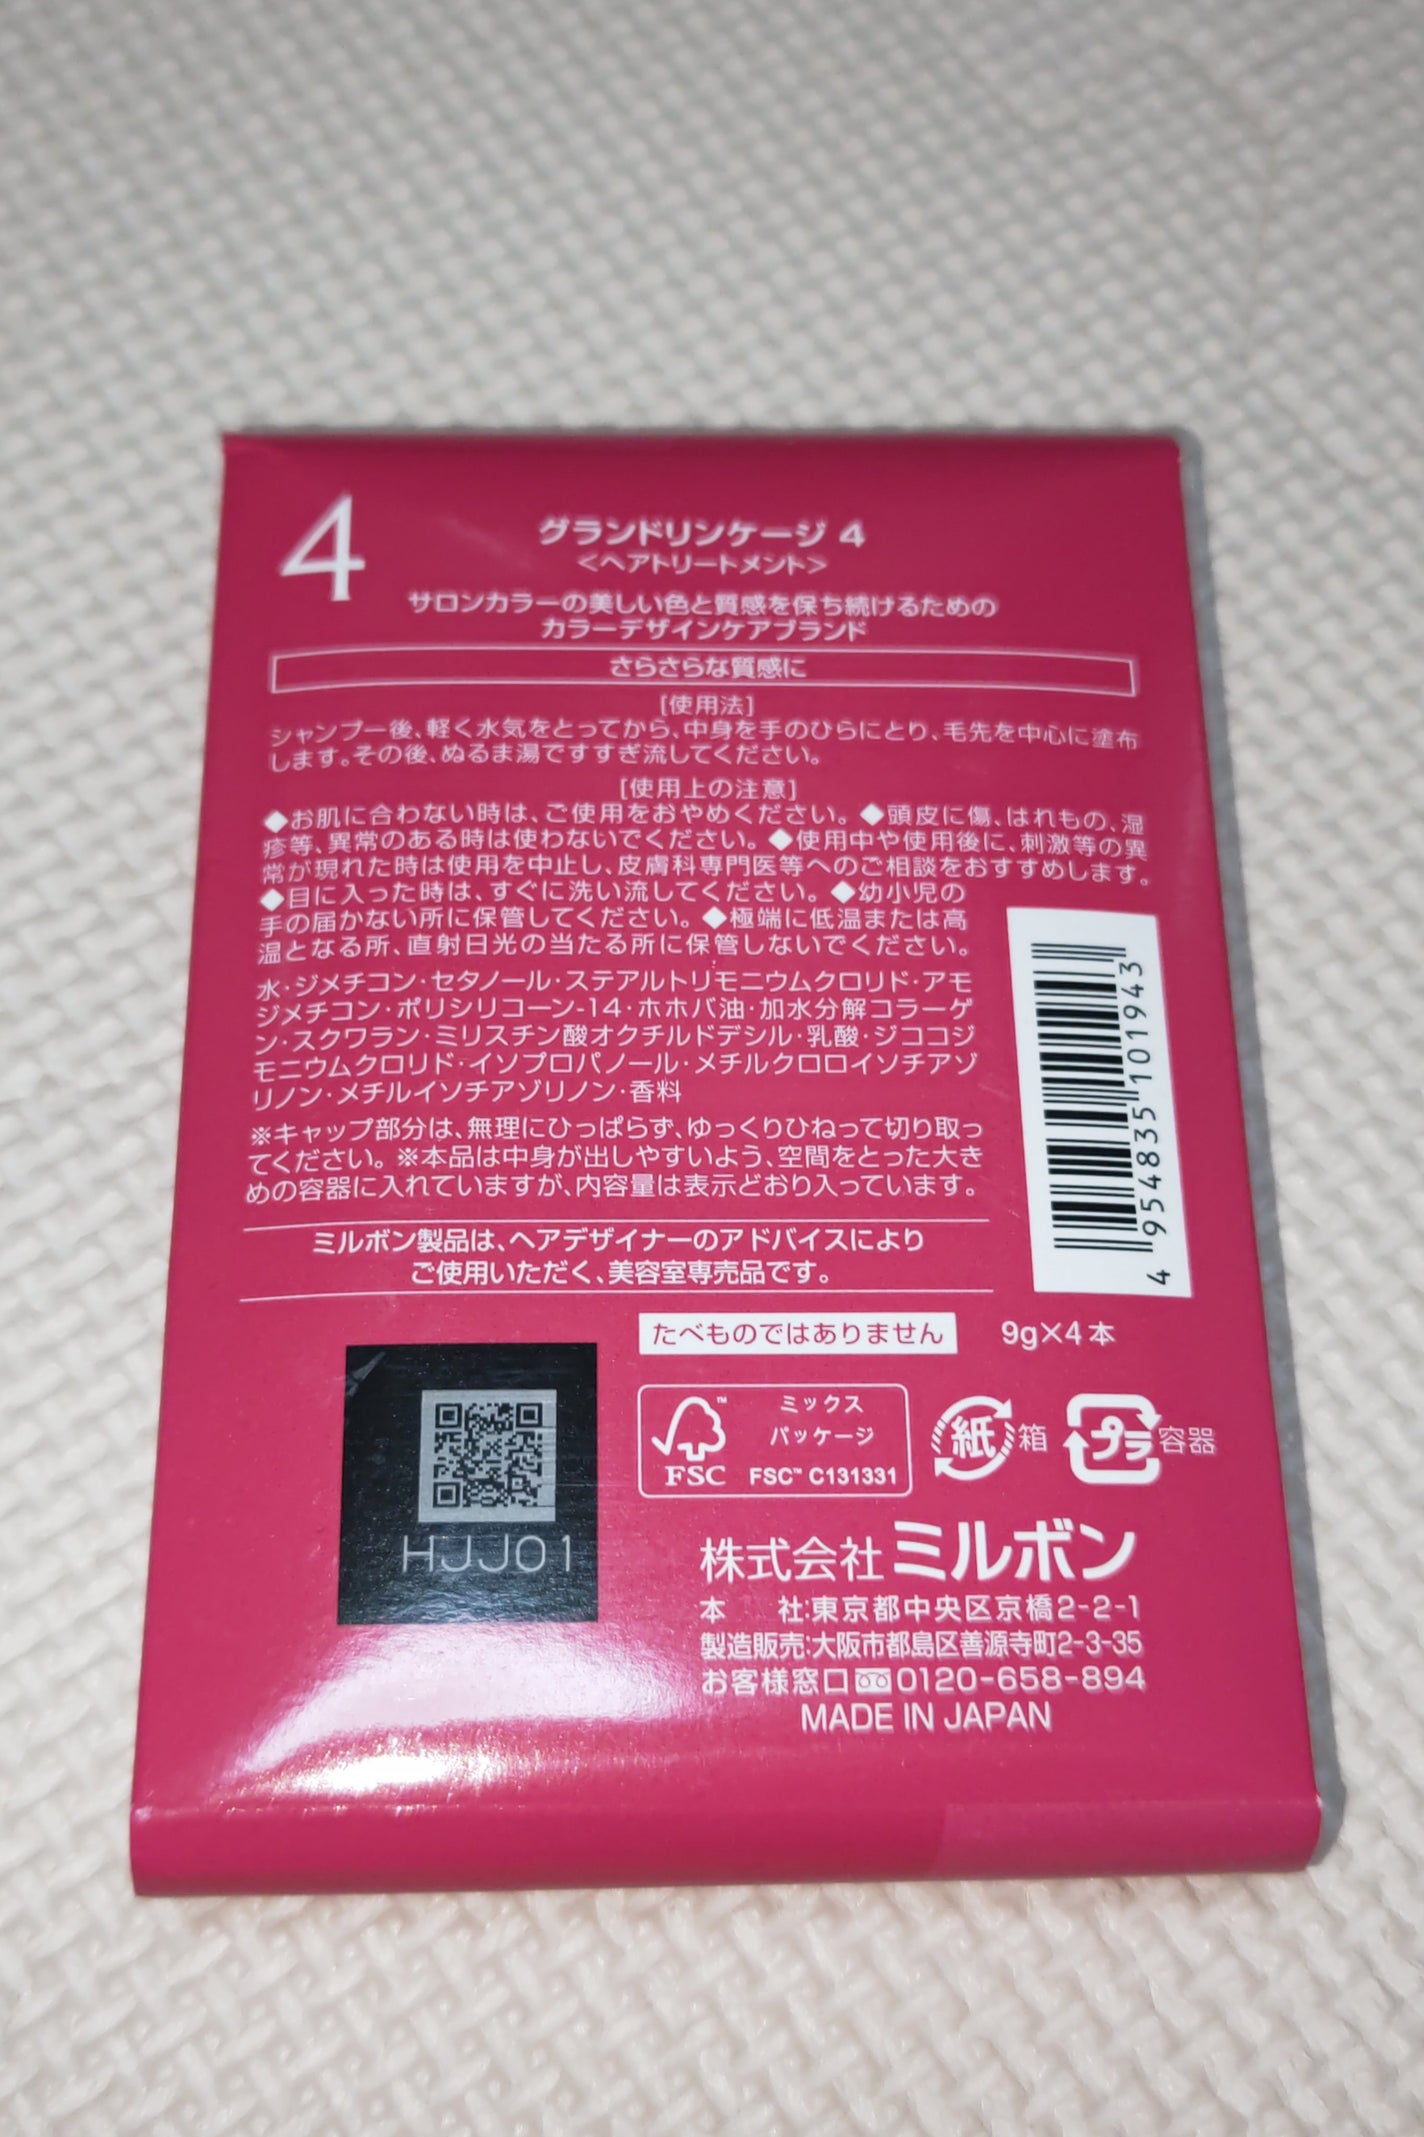 4
グランドリンケージ 4
<ヘアトリートメント>
サロンカラーの美しい色と質感を保ち続けるための
カラーデザインケアブランド
さらさらな質感に
[使用法]
シャンプー後、軽く水気をとってから、中身を手のひらにとり、毛先を中心に塗布
します。その後、ぬるま湯ですすぎ流してください。
[使用上の注意]
◆お肌に合わない時は、ご使用をおやめください。◆頭皮に傷、はれもの、湿
疹等、異常のある時は使わないでください。◆使用中や使用後に、刺激等の異
常が現れた時は使用を中止し、皮膚科専門医等へのご相談をおすすめします。
◆目に入った時は、すぐに洗い流してください。◆幼小児の
手の届かない所に保管してください。◆極端に低温または高
温となる所、直射日光の当たる所に保管しないでください。
水・ジメチコン・セタノール・ステアルトリモニウムクロリド・アモ
ジメチコン・ポリシリコーン-14・ホホバ油・加水分解コラーゲ
ン・スクワラン・ミリスチン酸オクチルドデシル・乳酸・ジココジ
モニウムクロリド・イソプロパノール・メチルクロロイソチアゾ
リノン・メチルイソチアゾリノン・香料
※キャップ部分は、無理にひっぱらず、ゆっくりひねって切り取っ
てください。※本品は中身が出しやすいよう、空間をとった大き
めの容器に入れていますが、内容量は表示どおり入っています。
ミルボン製品は、ヘアデザイナーのアドバイスにより
ご使用いただく、美容室専売品です。
4 954835 101943
たべものではありません
9g×4本
HJJ01
FSC
ミックス
パッケージ
FSC™ C131331
紙 箱
プラ 容器
株式会社ミルボン
本 社:東京都中央区京橋2-2-1
製造販売:大阪市都島区善源寺町2-3-35
お客様窓口 0120-658-894
MADE IN JAPAN